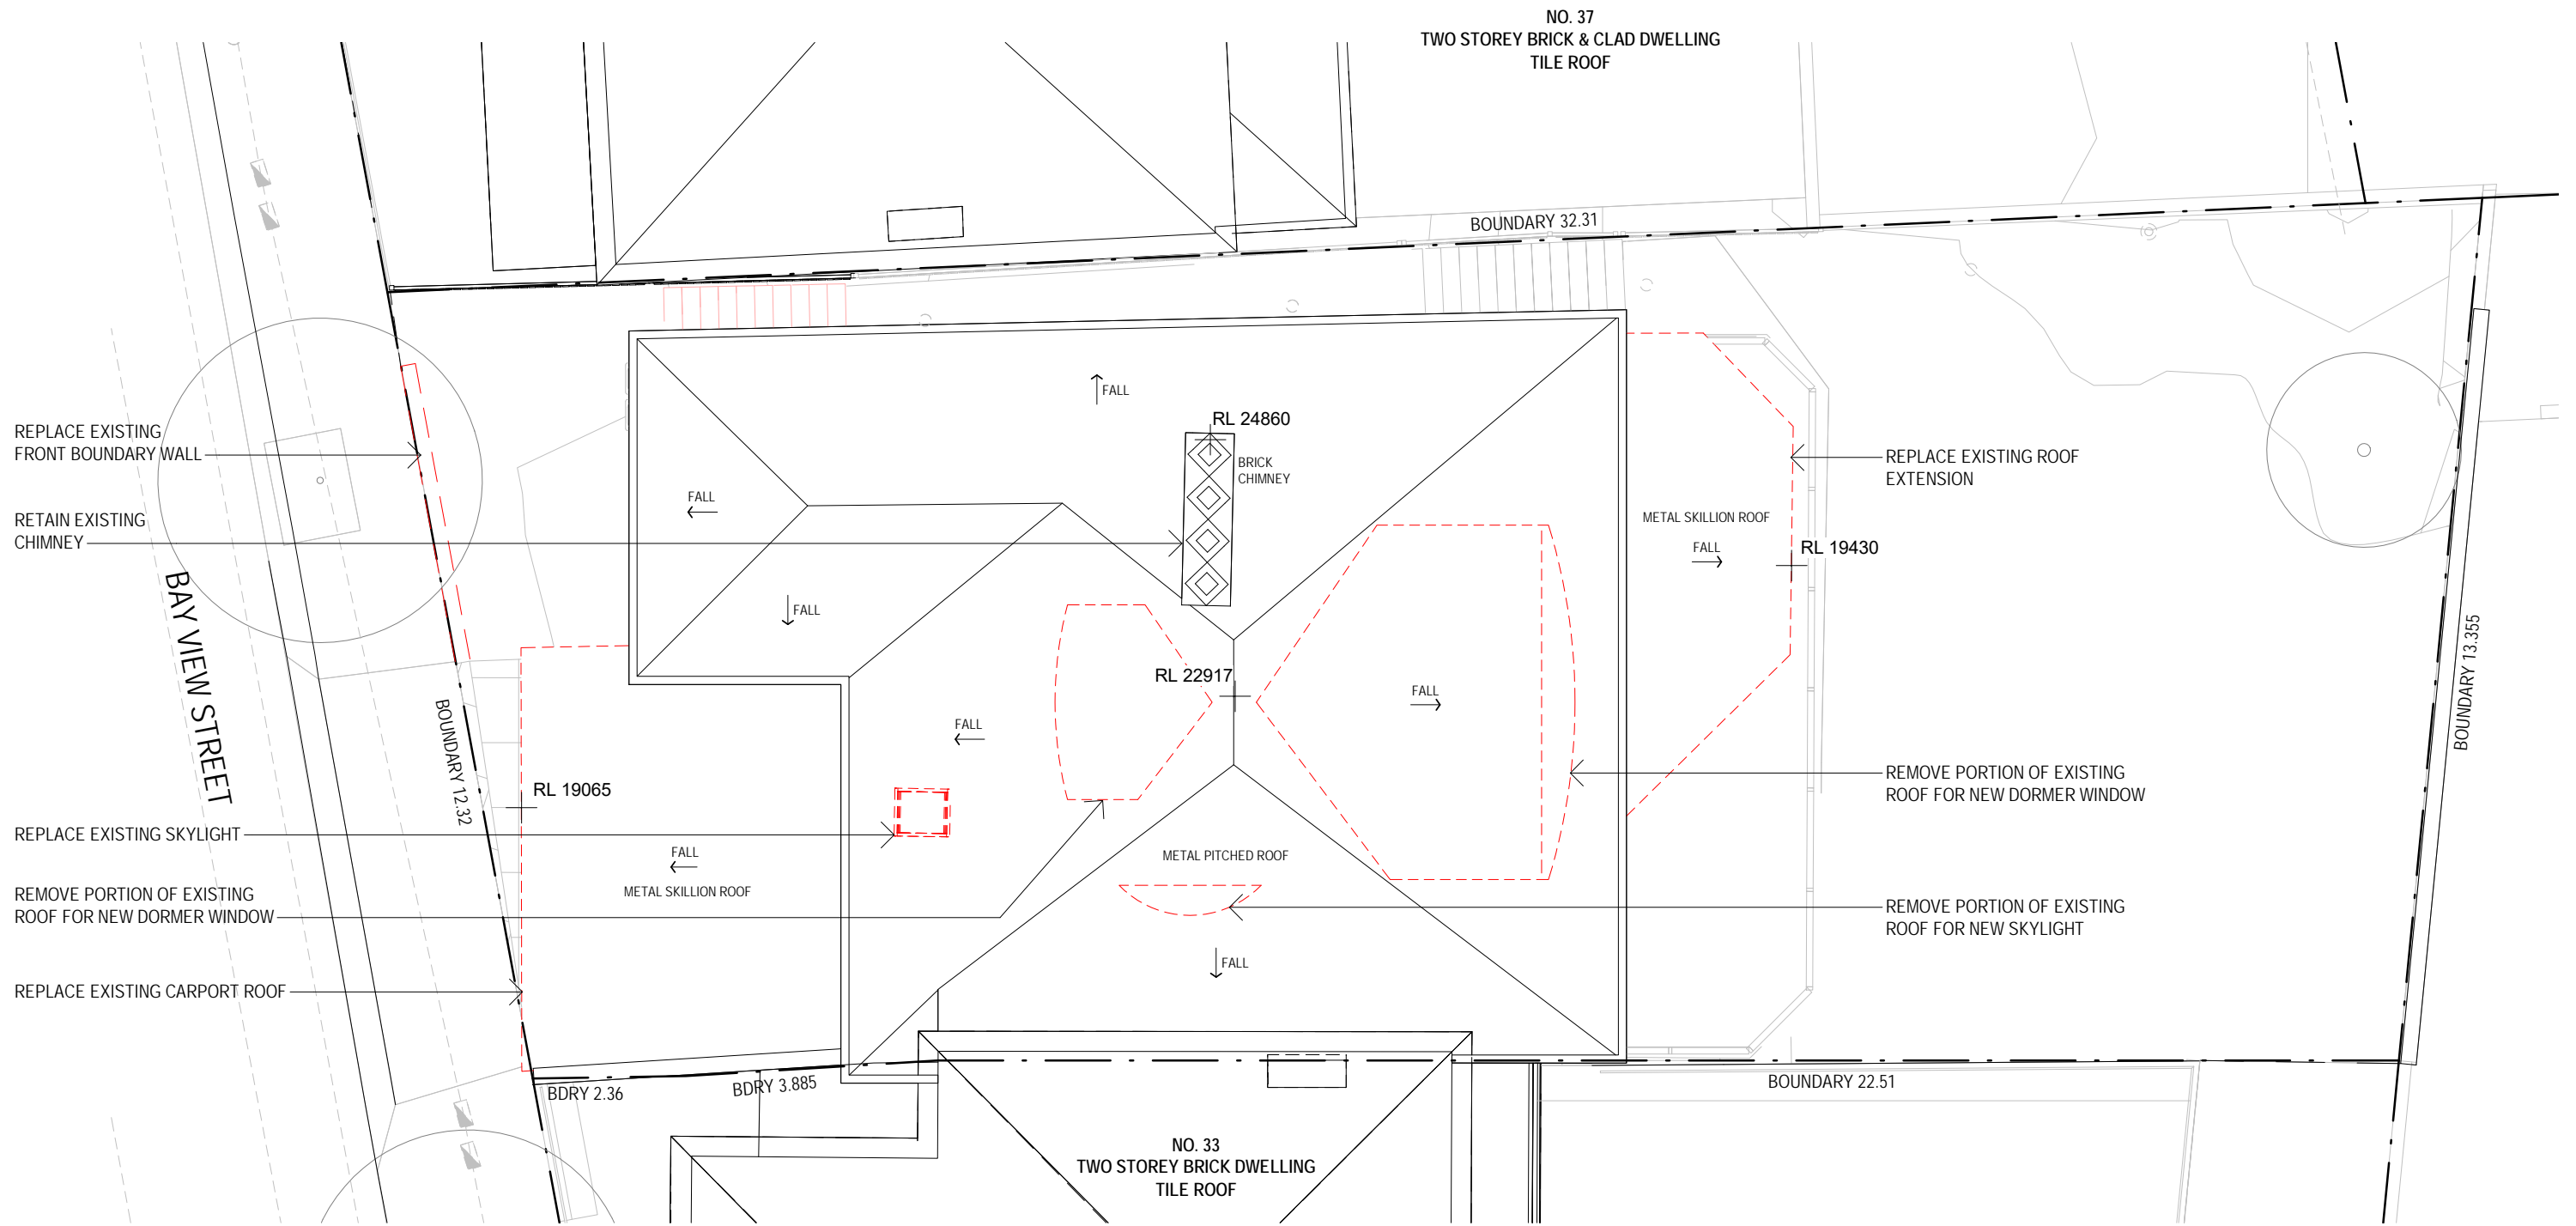 NO. 37
TWO STOREY BRICK & CLAD DWELLING
TILE ROOF
BOUNDARY 32.31
FALL
RL 24860
BRICK
CHIMNEY
REPLACE EXISTING
FRONT BOUNDARY WALL
REPLACE EXISTING ROOF
EXTENSION
FALL
RETAIN EXISTING
CHIMNEY
METAL SKILLION ROOF
FALL
RL 19430
FALL
BAY VIEW STREET
BOUNDARY 13.355
RL 22917
FALL
FALL
BOUNDARY 12.32
RL 19065
REMOVE PORTION OF EXISTING
ROOF FOR NEW DORMER WINDOW
REPLACE EXISTING SKYLIGHT
FALL
METAL PITCHED ROOF
METAL SKILLION ROOF
REMOVE PORTION OF EXISTING
ROOF FOR NEW DORMER WINDOW
REMOVE PORTION OF EXISTING
ROOF FOR NEW SKYLIGHT
FALL
REPLACE EXISTING CARPORT ROOF
BDRY 2.36
BDRY 3.885
BOUNDARY 22.51
NO. 33
TWO STOREY BRICK DWELLING
TILE ROOF